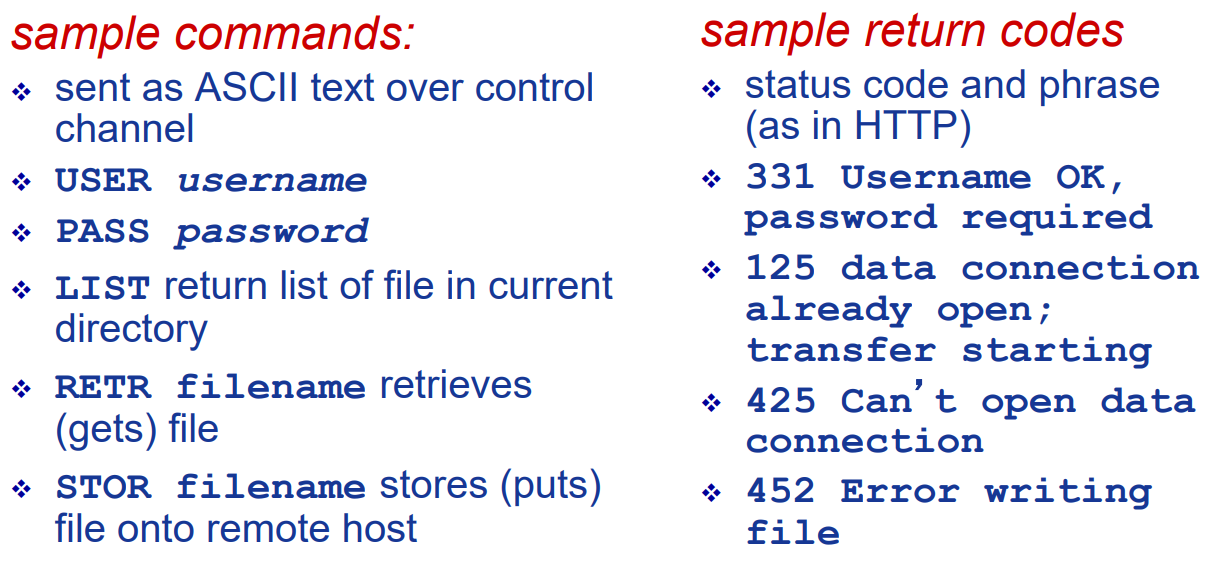 sample commands:
❖ sent as ASCII text over control
channel
❖ USER username
❖ PASS password
❖ LIST return list of file in current
directory
❖ RETR filename retrieves
(gets) file
❖ STOR filename stores (puts)
file onto remote host
sample return codes
❖ status code and phrase
(as in HTTP)
❖ 331 Username OK,
password required
❖ 125 data connection
already open;
transfer starting
❖ 425 Can’t open data
connection
❖ 452 Error writing
file